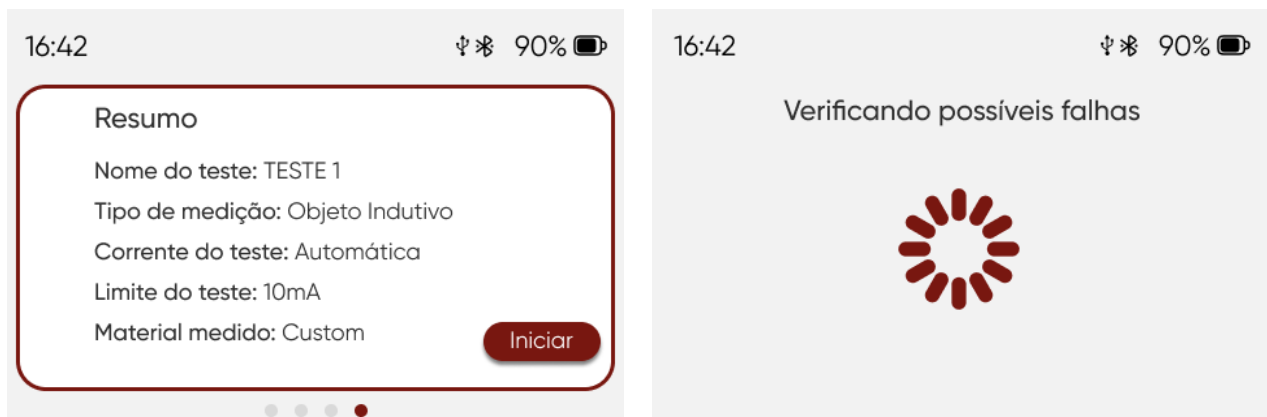 16:42 90%
Resumo
Nome do teste: TESTE 1
Tipo de medição: Objeto Indutivo
Corrente do teste: Automática
Limite do teste: 10mA
Material medido: Custom
Iniciar
16:42 90%
Verificando possíveis falhas